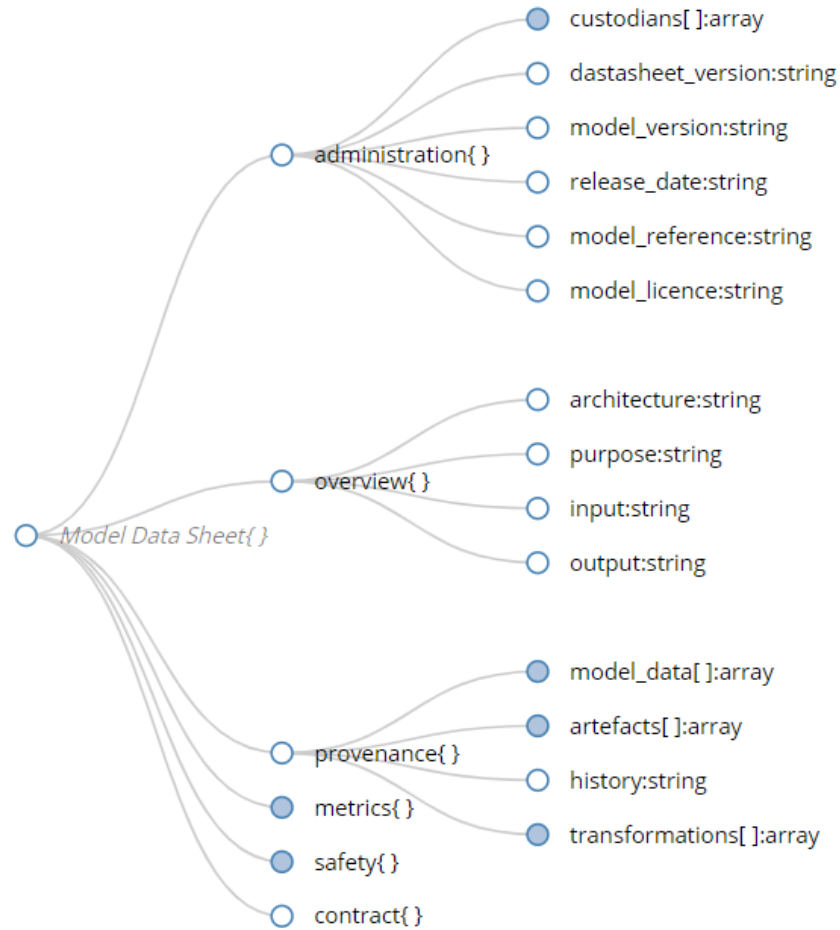 custodians[ ]:array
dastasheet_version:string
model_version:string
administration{ }
release_date:string
model_reference:string
model_licence:string
architecture:string
purpose:string
overview{ }
input:string
output:string
Model Data Sheet{ }
model_data[ ]:array
artefacts[ ]:array
provenance{ }
history:string
metrics{ }
transformations[ ]:array
safety{ }
contract{ }